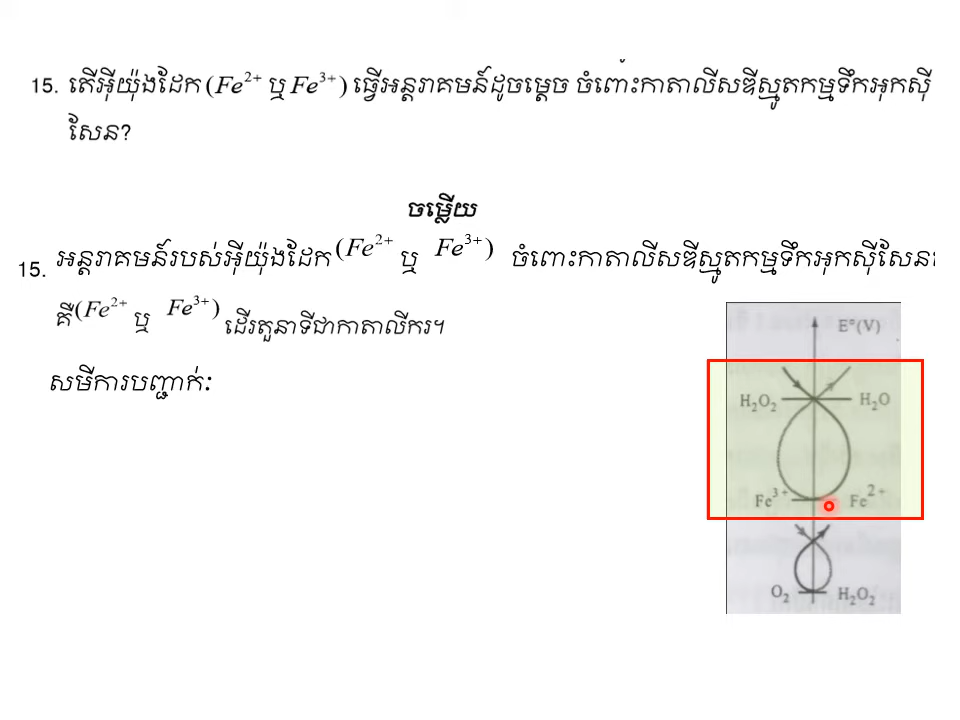 15. តើអ៊ីយ៉ុងដែក (Fe²⁺ ឬ Fe³⁺) ធ្វើអន្តរាគមន៍ដូចម្តេច ចំពោះកាតាលីសឌីស្មូតកម្មទឹកអុកស៊ី
សែន?
ចម្លើយ
15. អន្តរាគមន៍របស់អ៊ីយ៉ុងដែក (Fe²⁺ ឬ Fe³⁺) ចំពោះកាតាលីសឌីស្មូតកម្មទឹកអុកស៊ីសែន
គឺ (Fe²⁺ ឬ Fe³⁺) ដើរតួនាទីជាកាតាលីករ។
សមីការបញ្ជាក់ៈ
E°(V)
H₂O₂ H₂O
Fe³⁺ Fe²⁺
O₂ H₂O₂